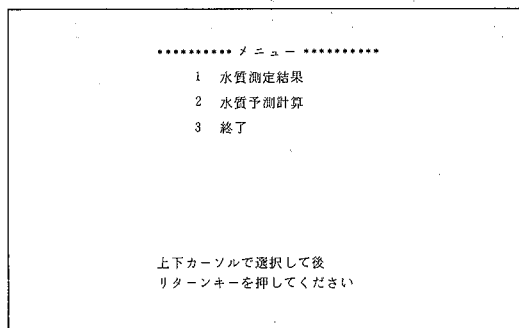 ********** メニュー **********
1 水質測定結果
2 水質予測計算
3 終了
上下カーソルで選択して後
リターンキーを押してください